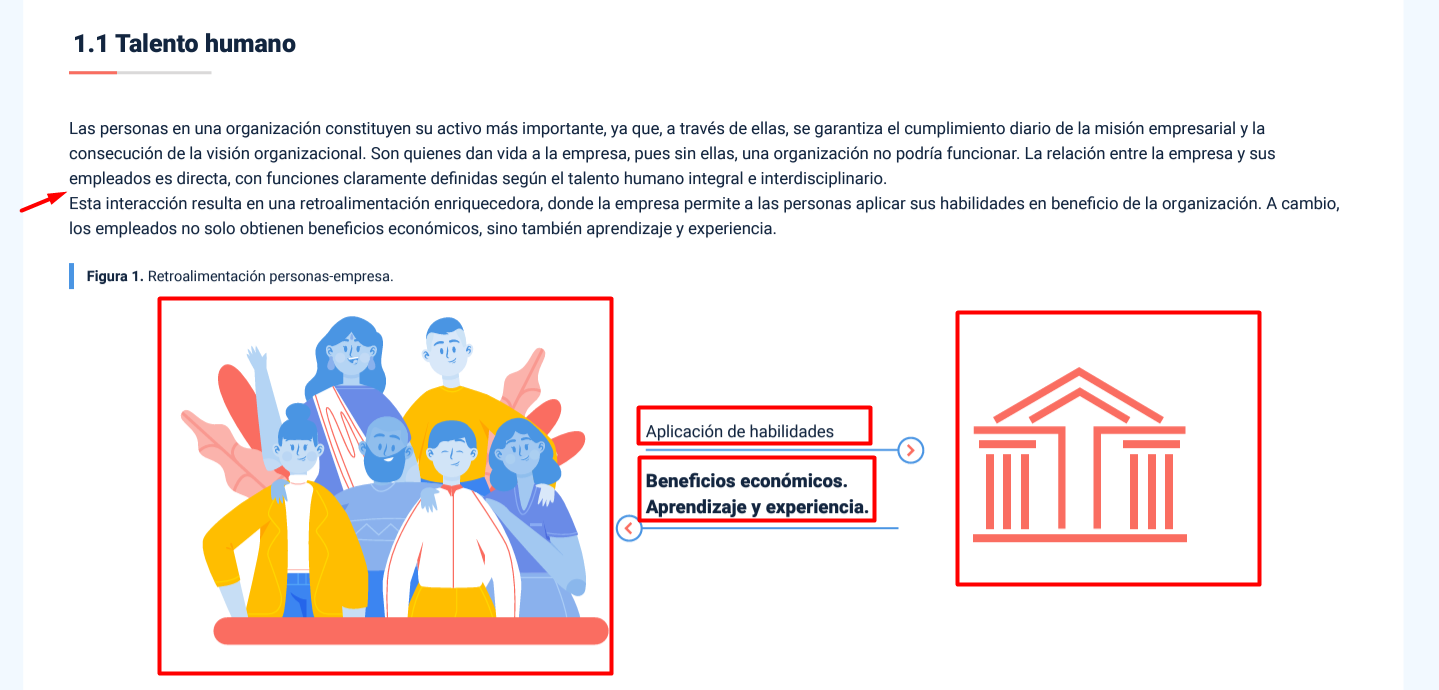 1.1 Talento humano
Las personas en una organización constituyen su activo más importante, ya que, a través de ellas, se garantiza el cumplimiento diario de la misión empresarial y la
consecución de la visión organizacional. Son quienes dan vida a la empresa, pues sin ellas, una organización no podría funcionar. La relación entre la empresa y sus
empleados es directa, con funciones claramente definidas según el talento humano integral e interdisciplinario.
Esta interacción resulta en una retroalimentación enriquecedora, donde la empresa permite a las personas aplicar sus habilidades en beneficio de la organización. A cambio,
los empleados no solo obtienen beneficios económicos, sino también aprendizaje y experiencia.
Figura 1. Retroalimentación personas-empresa.
Aplicación de habilidades
Beneficios económicos.
Aprendizaje y experiencia.